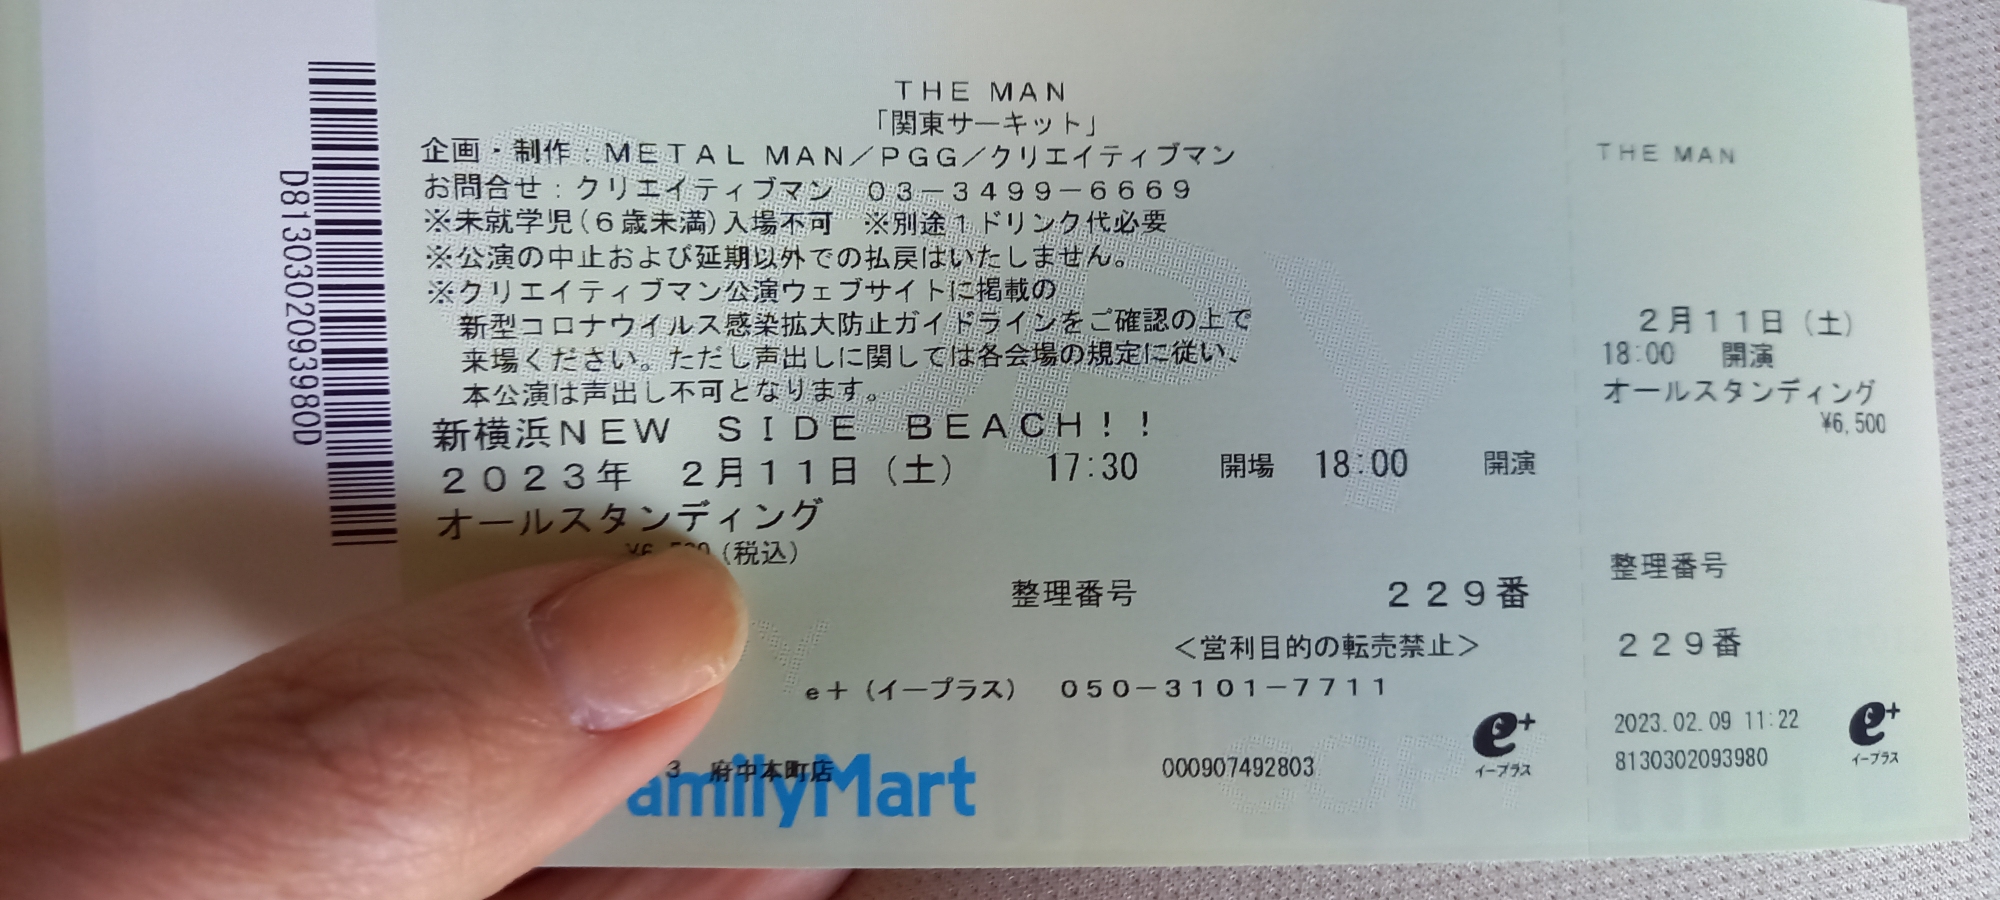 THE MAN
「関東サーキット」
企画・制作：METAL MAN／PGG／クリエイティブマン
お問合せ：クリエイティブマン 03－3499－6669
※未就学児（6歳未満）入場不可 ※別途1ドリンク代必要
※公演の中止および延期以外での払戻はいたしません。
※クリエイティブマン公演ウェブサイトに掲載の
新型コロナウイルス感染拡大防止ガイドラインをご確認の上で
来場ください。ただし声出しに関しては各会場の規定に従い、
本公演は声出し不可となります。
新横浜NEW SIDE BEACH！！
2023年 2月11日（土） 17:30 開場 18:00 開演
オールスタンディング
（税込）
整理番号 229番
＜営利目的の転売禁止＞
e＋（イープラス） 050－3101－7711
e+
イープラス
3 府中本町店
amilyMart
000907492803
D8130302093980D
THE MAN
2月11日（土）
18:00 開演
オールスタンディング
¥6,500
整理番号
229番
2023.02.09 11:22
8130302093980
e+
イープラス
COPY